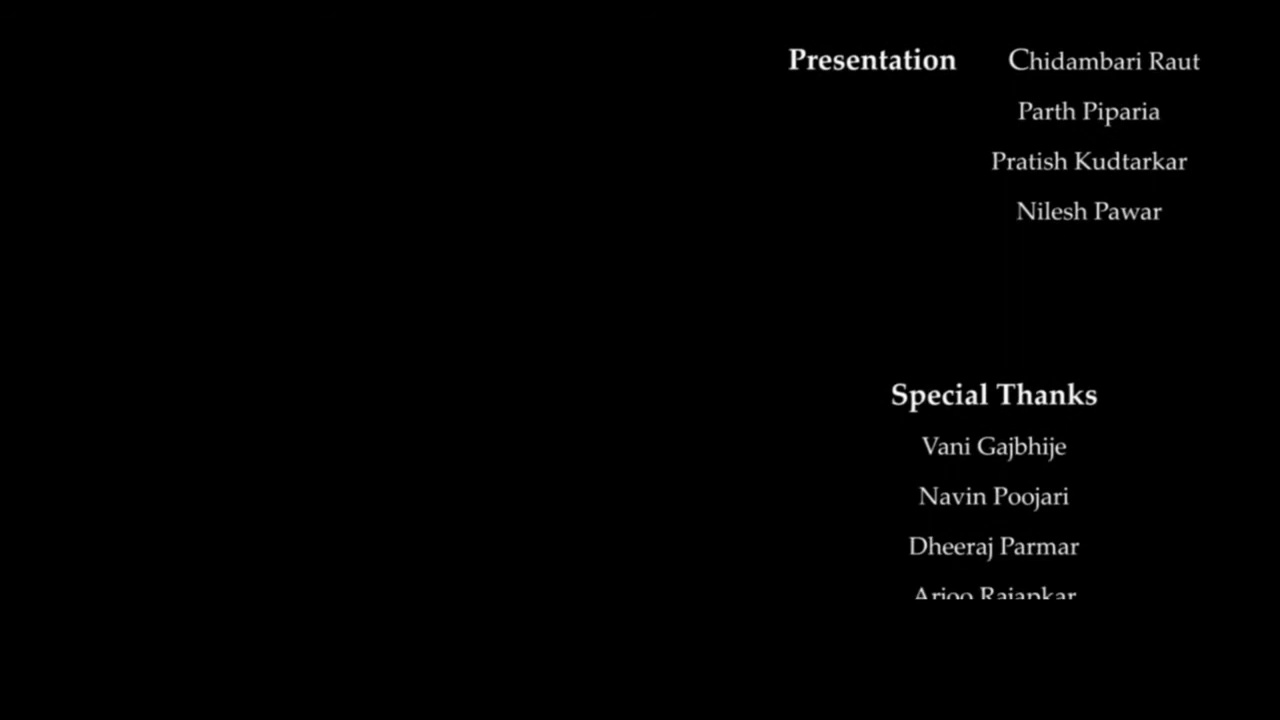 Presentation Chidambari Raut
Parth Piparia
Pratish Kudtarkar
Nilesh Pawar
Special Thanks
Vani Gajbhije
Navin Poojari
Dheeraj Parmar